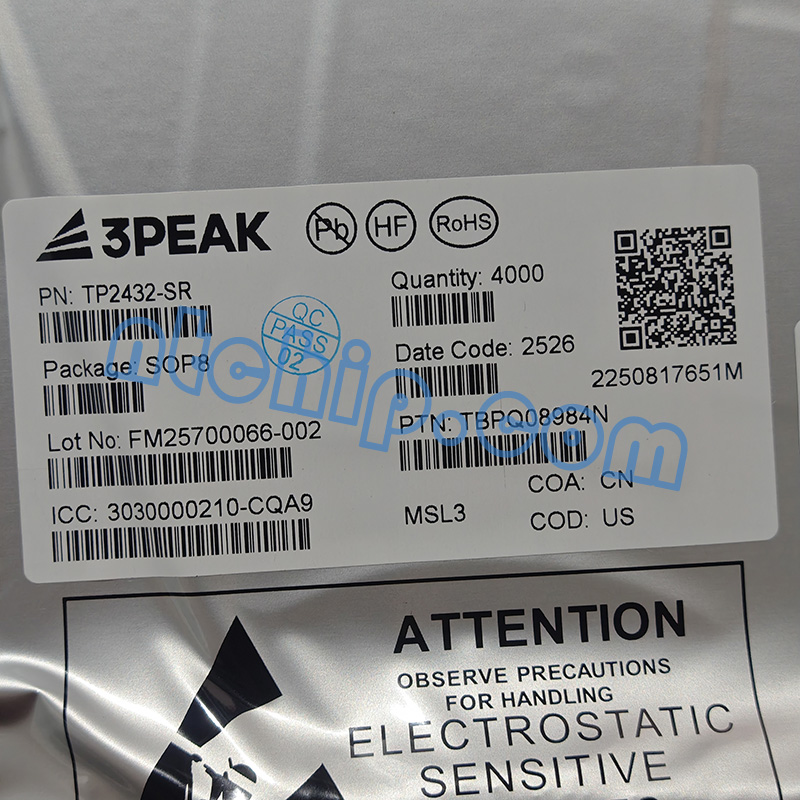 3PEAK
Pb
HF
RoHS
PN: TP2432-SR
Quantity: 4000
QC
PASS
02
Package: SOP8
Date Code: 2526
2250817651M
Lot No: FM25700066-002
PTN: TBPQ08984N
ICC: 3030000210-CQA9
MSL3
COA: CN
COD: US
ntchip.com
ATTENTION
OBSERVE PRECAUTIONS
FOR HANDLING
ELECTROSTATIC
SENSITIVE